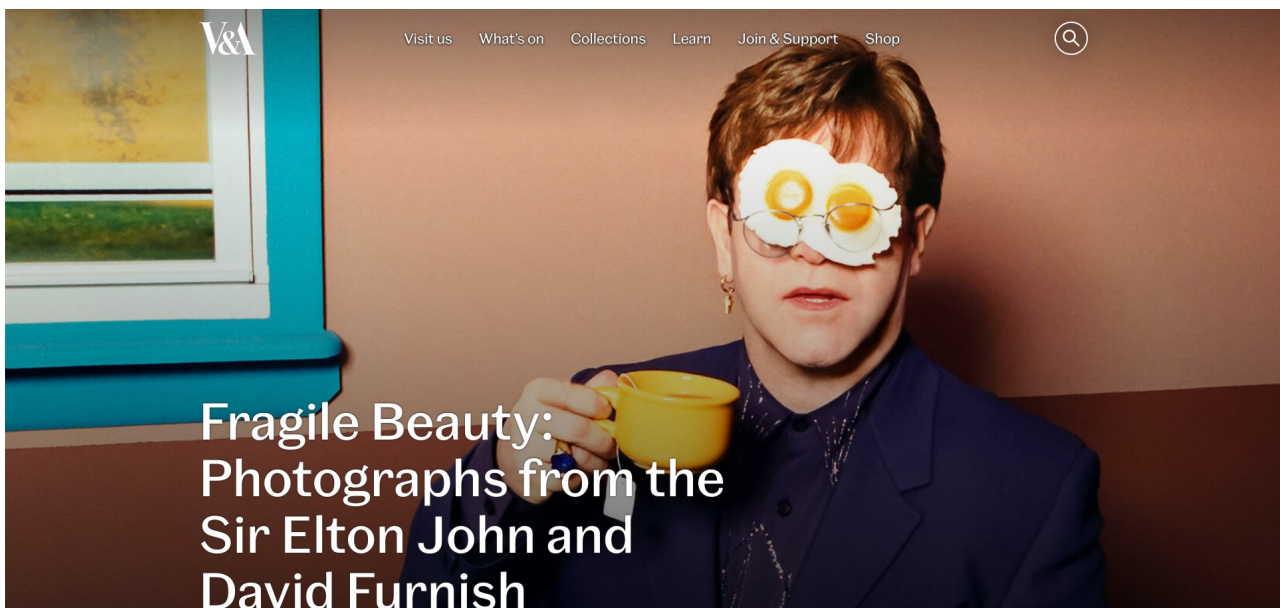 V&A
Visit us What's on Collections Learn Join & Support Shop
Fragile Beauty:
Photographs from the
Sir Elton John and
David Furnish